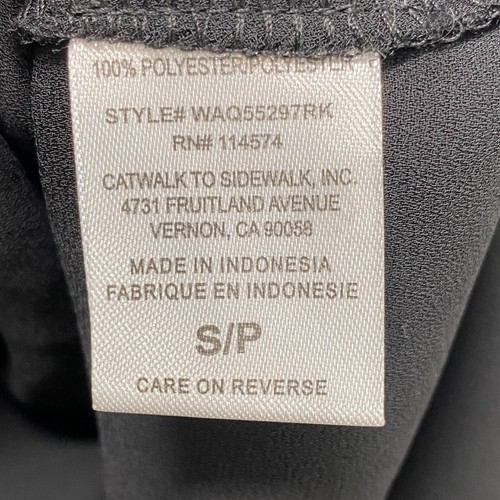 100% POLYESTER/POLYESTER
STYLE# WAQ55297RK
RN# 114574
CATWALK TO SIDEWALK, INC.
4731 FRUITLAND AVENUE
VERNON, CA 90058
MADE IN INDONESIA
FABRIQUE EN INDONESIE
S/P
CARE ON REVERSE